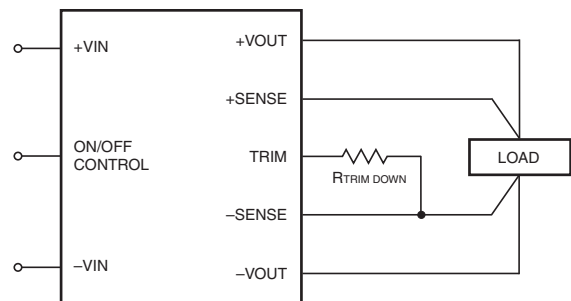 +VIN
ON/OFF
CONTROL
–VIN
+VOUT
+SENSE
TRIM
–SENSE
–VOUT
RTRIM DOWN
LOAD